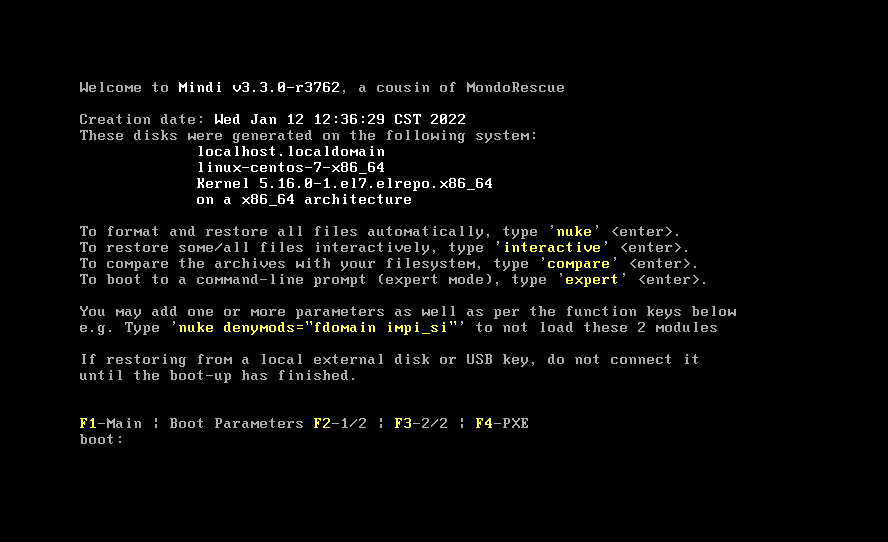 Welcome to Mindi v3.3.0-r3762, a cousin of MondoRescue
Creation date: Wed Jan 12 12:36:29 CST 2022
These disks were generated on the following system:
localhost.localdomain
linux-centos-7-x86_64
Kernel 5.16.0-1.el7.elrepo.x86_64
on a x86_64 architecture
To format and restore all files automatically, type 'nuke' <enter>.
To restore some/all files interactively, type 'interactive' <enter>.
To compare the archives with your filesystem, type 'compare' <enter>.
To boot to a command-line prompt (expert mode), type 'expert' <enter>.
You may add one or more parameters as well as per the function keys below
e.g. Type 'nuke denymods="fdomain impi_si"' to not load these 2 modules
If restoring from a local external disk or USB key, do not connect it
until the boot-up has finished.
F1-Main ¦ Boot Parameters F2-1/2 ¦ F3-2/2 ¦ F4-PXE
boot: